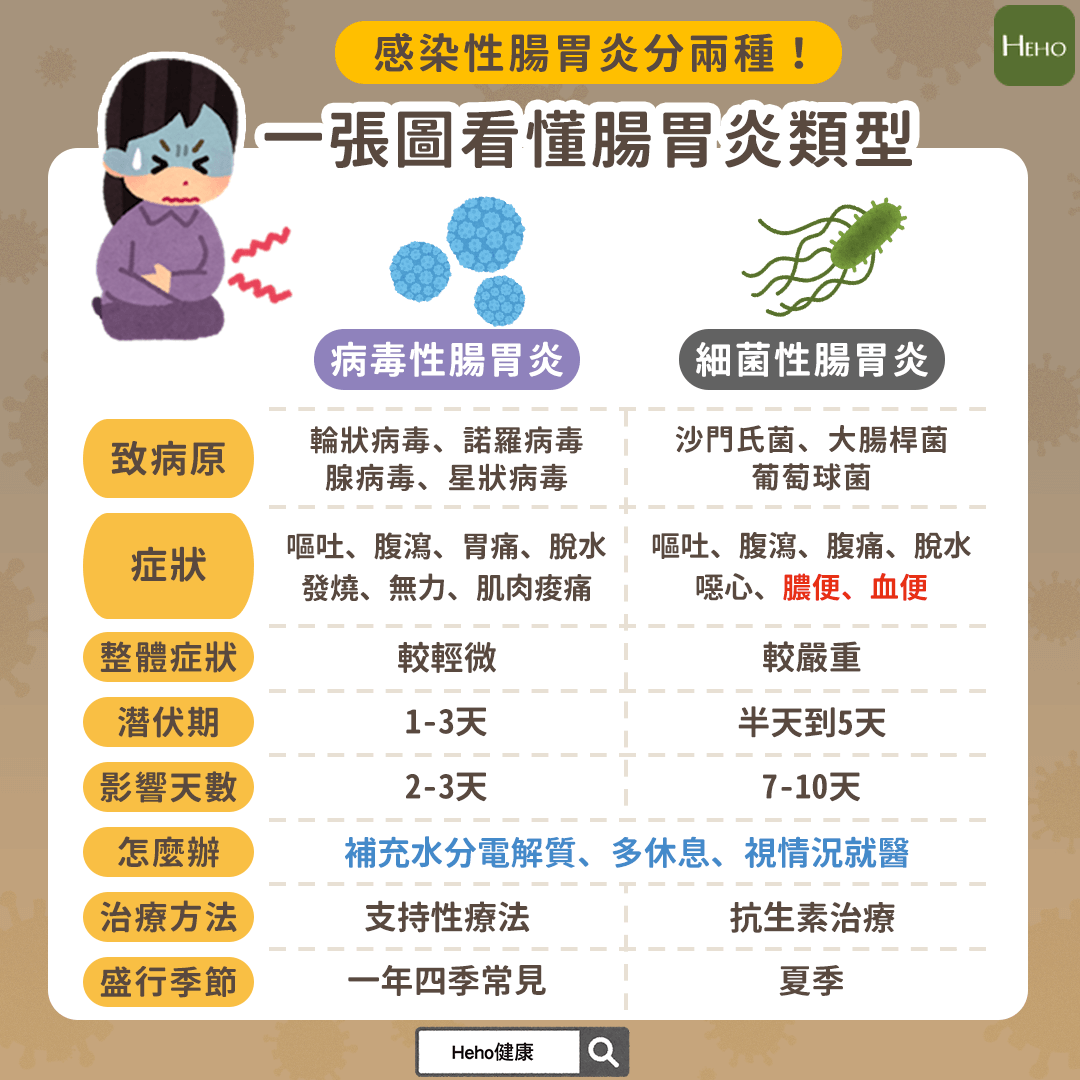 感染性腸胃炎分兩種！
HEHO
一張圖看懂腸胃炎類型
病毒性腸胃炎
細菌性腸胃炎
致病原
輪狀病毒、諾羅病毒
腺病毒、星狀病毒
沙門氏菌、大腸桿菌
葡萄球菌
症狀
嘔吐、腹瀉、胃痛、脫水
發燒、無力、肌肉痠痛
嘔吐、腹瀉、腹痛、脫水
噁心、膿便、血便
整體症狀
較輕微
較嚴重
潛伏期
1-3天
半天到5天
影響天數
2-3天
7-10天
怎麼辦
補充水分電解質、多休息、視情況就醫
治療方法
支持性療法
抗生素治療
盛行季節
一年四季常見
夏季
Heho健康